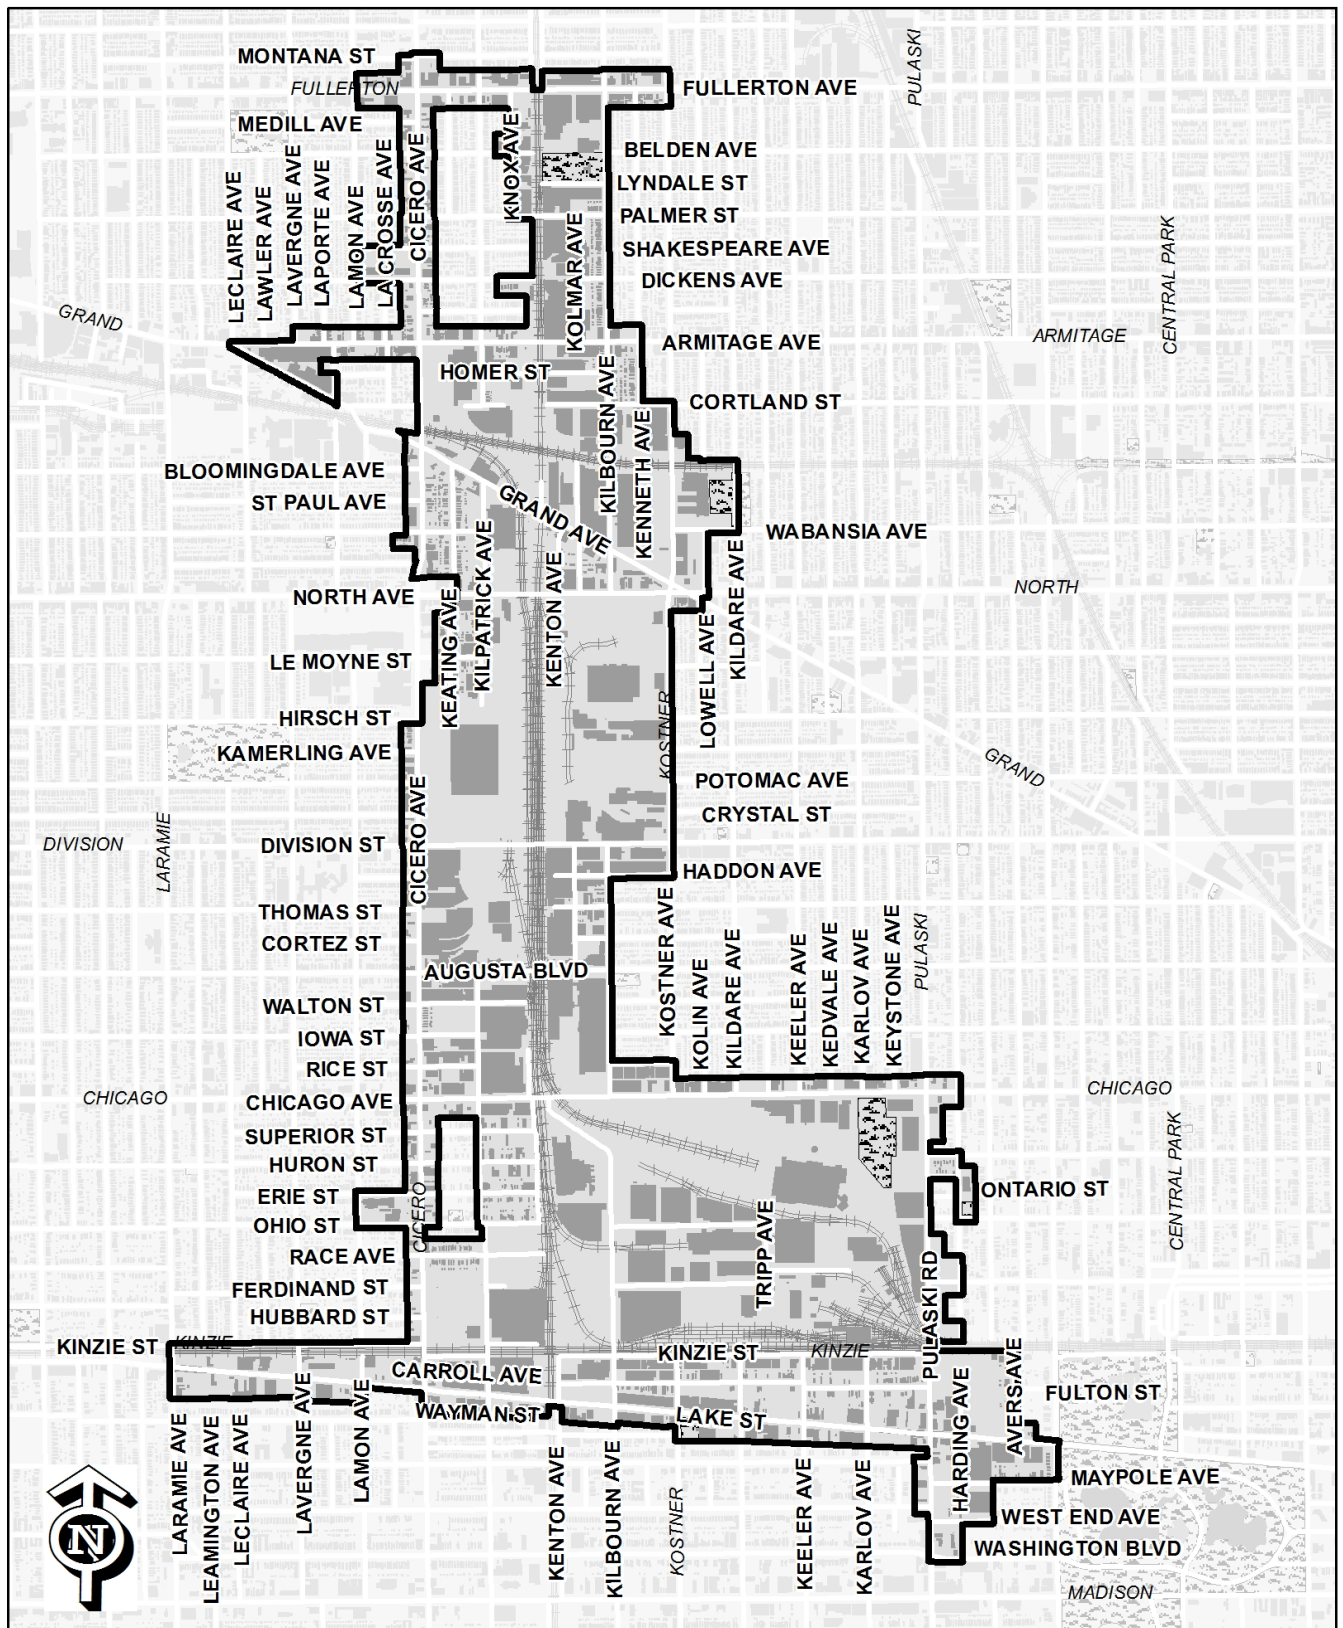 MONTANA ST
PULASKI
FULLERTON
FULLERTON AVE
MEDILL AVE
KNOX AVE
CICERO AVE
BELDEN AVE
LECLAIRE AVE
LAWLER AVE
LAVERGNE AVE
LAPORTE AVE
LAMON AVE
LA CROSSE AVE
LYNDALE ST
PALMER ST
KOLMAR AVE
SHAKESPEARE AVE
CENTRAL PARK
DICKENS AVE
GRAND
ARMITAGE AVE
ARMITAGE
HOMER ST
KILBOURN AVE
CORTLAND ST
KENNETH AVE
BLOOMINGDALE AVE
ST PAUL AVE
GRAND AVE
WABANSIA AVE
KILPATRICK AVE
KENTON AVE
KILDARE AVE
NORTH AVE
NORTH
KEATING AVE
LOWELL AVE
LE MOYNE ST
HIRSCH ST
KOSTNER
KAMERLING AVE
GRAND
POTOMAC AVE
CRYSTAL ST
CICERO AVE
DIVISION
LARAMIE
DIVISION ST
HADDON AVE
THOMAS ST
CORTEZ ST
KOSTNER AVE
KOLIN AVE
KILDARE AVE
KEELER AVE
KEDVALE AVE
KARLOV AVE
KEYSTONE AVE
PULASKI
AUGUSTA BLVD
WALTON ST
IOWA ST
RICE ST
CHICAGO
CHICAGO AVE
CHICAGO
SUPERIOR ST
HURON ST
CENTRAL PARK
ERIE ST
CICERO
ONTARIO ST
OHIO ST
RACE AVE
TRIPP AVE
FERDINAND ST
PULASKI RD
HUBBARD ST
KINZIE ST
KINZIE
KINZIE ST
KINZIE
CARROLL AVE
HARDING AVE
AVERS AVE
FULTON ST
WAYMAN ST
LAKE ST
LARAMIE AVE
LEAMINGTON AVE
LECLAIRE AVE
LAVERGNE AVE
LAMON AVE
KENTON AVE
KILBOURN AVE
KOSTNER
KEELER AVE
KARLOV AVE
MAYPOLE AVE
WEST END AVE
WASHINGTON BLVD
MADISON
N